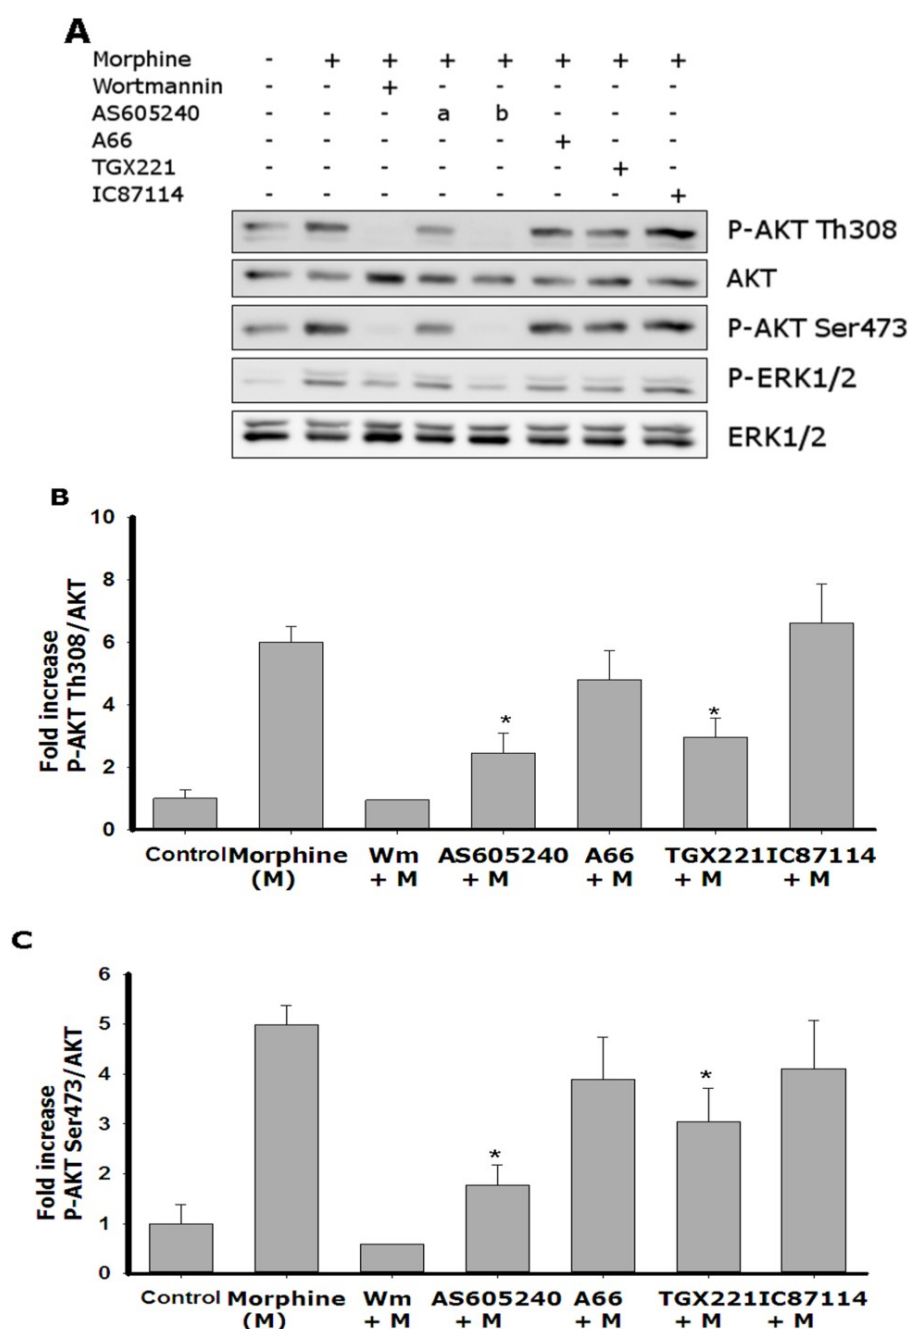 A
Morphine - + + + + + + +
Wortmannin - - + - - - - -
AS605240 - - - a b - - -
A66 - - - - - + - -
TGX221 - - - - - - + -
IC87114 - - - - - - - +
P-AKT Th308
AKT
P-AKT Ser473
P-ERK1/2
ERK1/2
B
Fold increase
P-AKT Th308/AKT
10
8
6
4
2
0
* *
Control Morphine Wm AS605240 A66 TGX221 IC87114
(M) + M + M + M + M + M
C
Fold increase
P-AKT Ser473/AKT
6
5
4
3
2
1
0
* *
Control Morphine Wm AS605240 A66 TGX221 IC87114
(M) + M + M + M + M + M